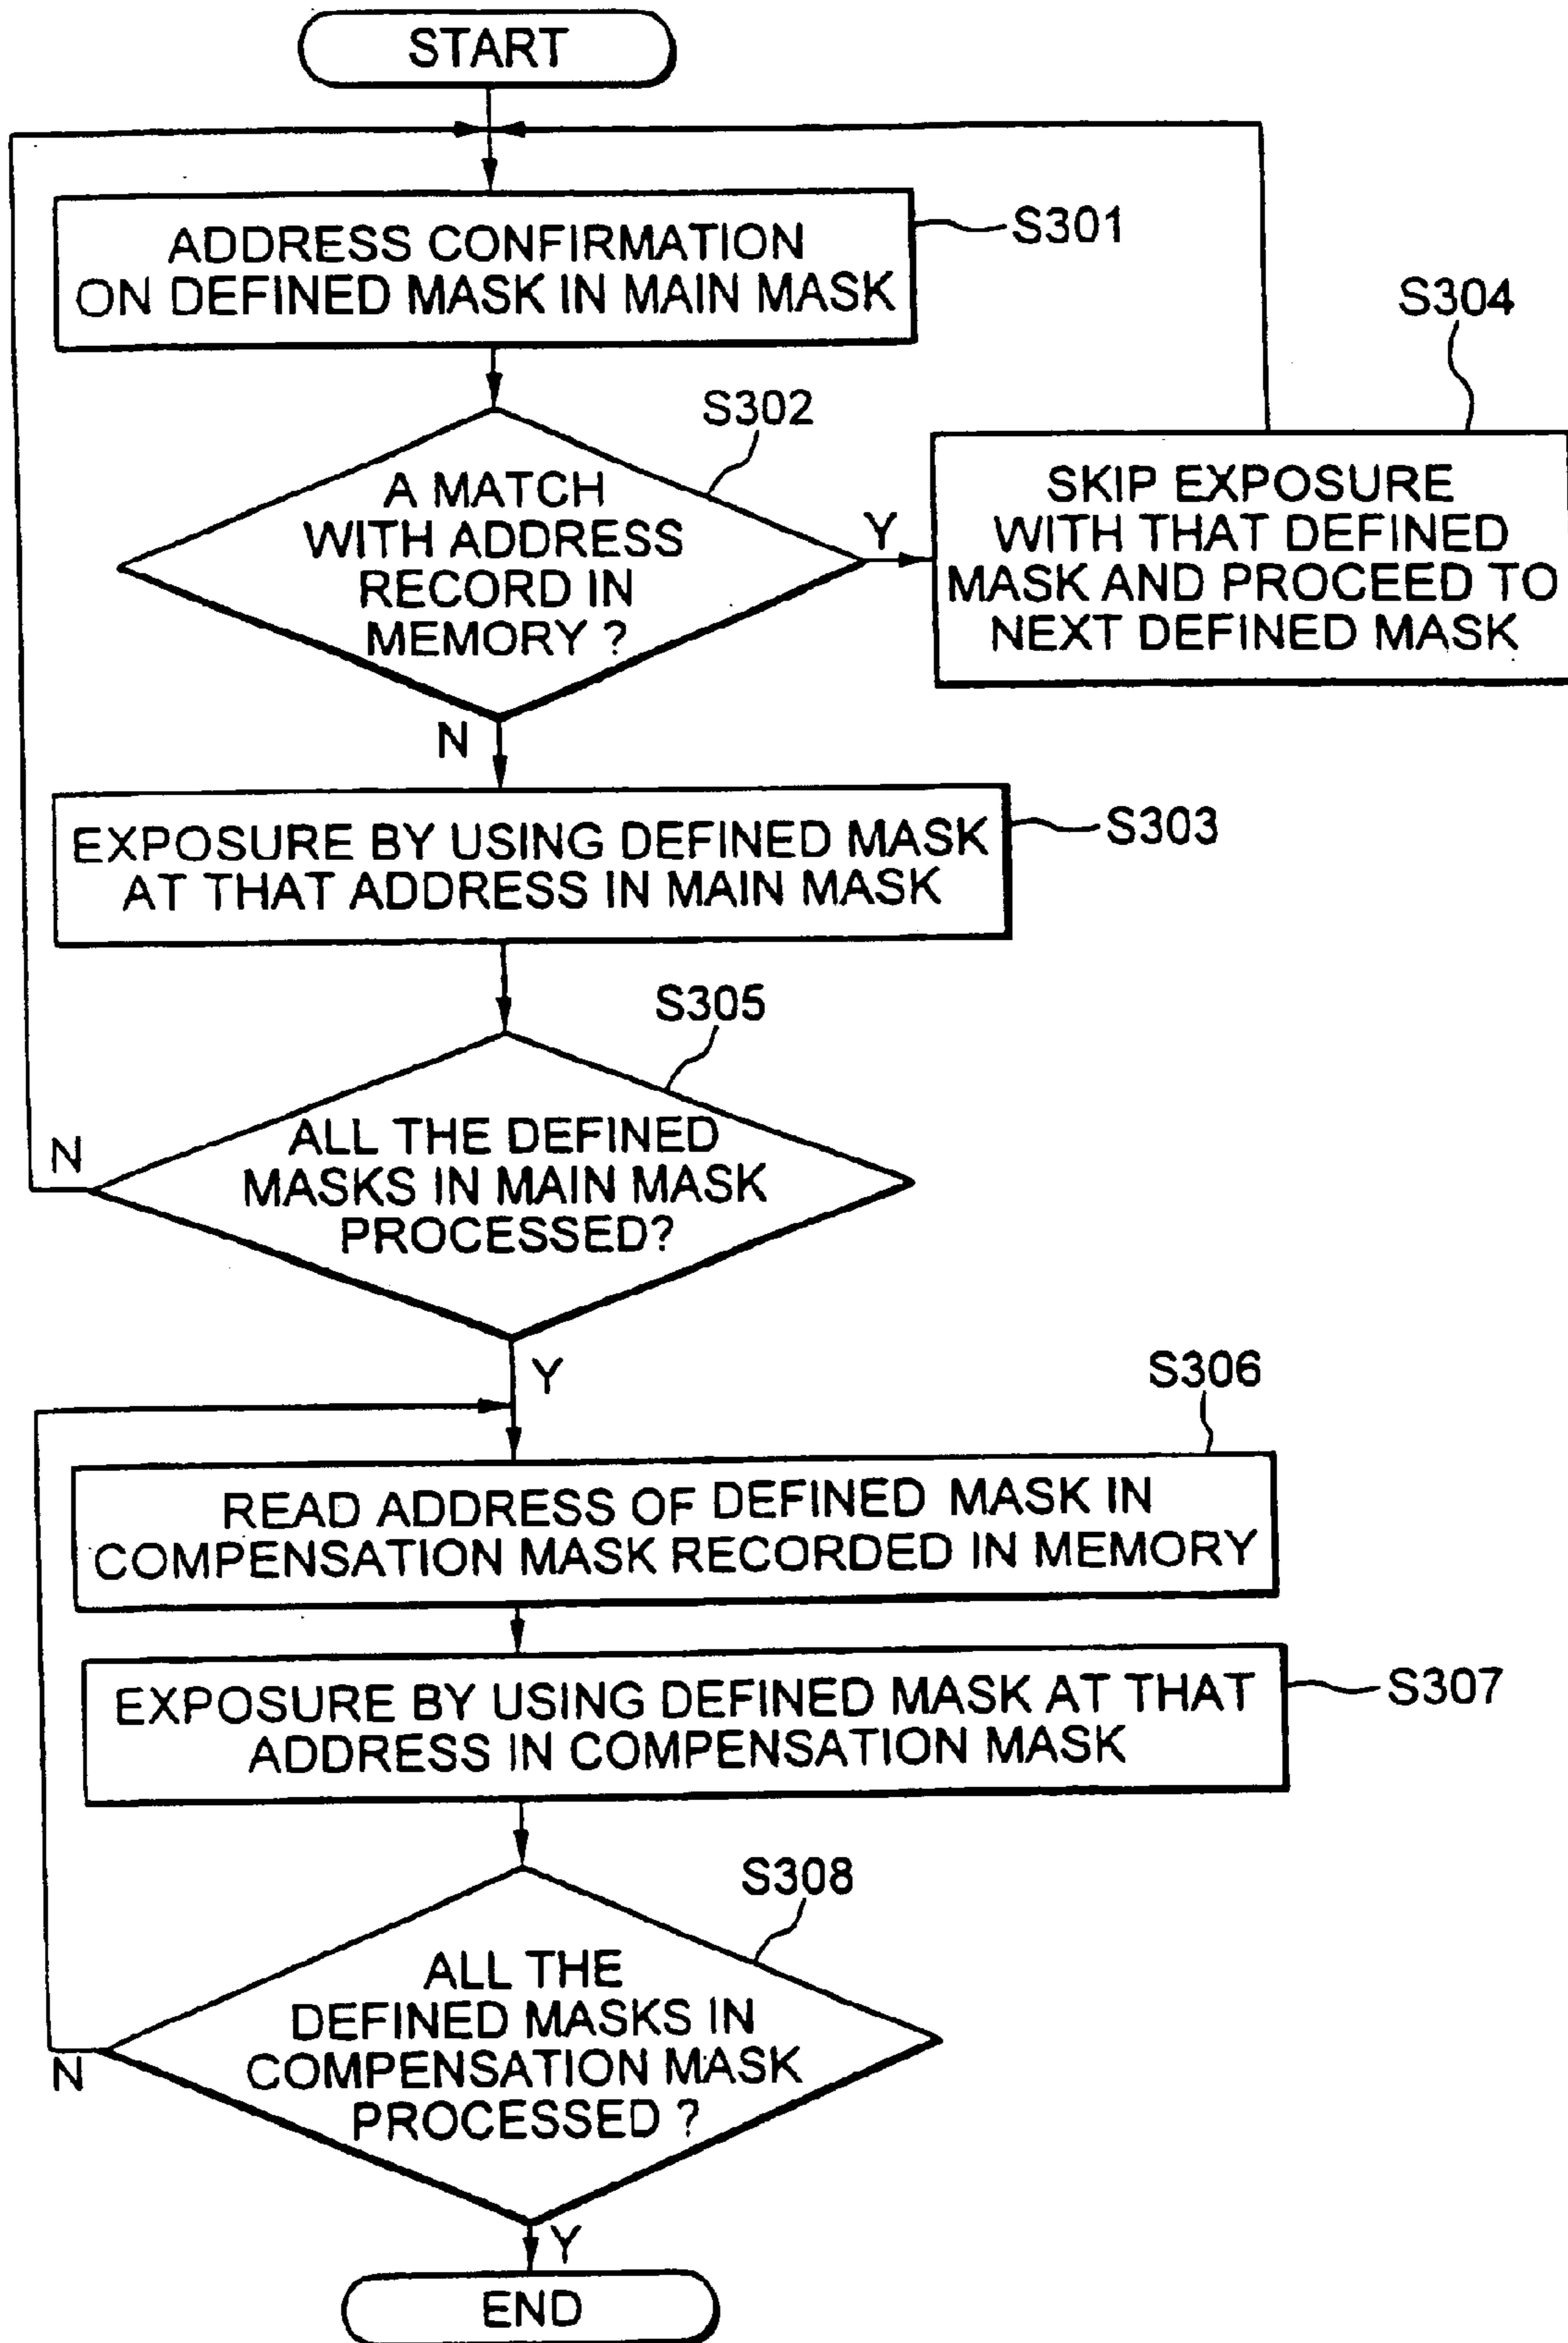 START
ADDRESS CONFIRMATION
ON DEFINED MASK IN MAIN MASK
S301
S302
A MATCH
WITH ADDRESS
RECORD IN
MEMORY ?
Y
S304
SKIP EXPOSURE
WITH THAT DEFINED
MASK AND PROCEED TO
NEXT DEFINED MASK
N
EXPOSURE BY USING DEFINED MASK
AT THAT ADDRESS IN MAIN MASK
S303
S305
ALL THE DEFINED
MASKS IN MAIN MASK
PROCESSED?
N
Y
S306
READ ADDRESS OF DEFINED MASK IN
COMPENSATION MASK RECORDED IN MEMORY
EXPOSURE BY USING DEFINED MASK AT THAT
ADDRESS IN COMPENSATION MASK
S307
S308
ALL THE
DEFINED MASKS IN
COMPENSATION MASK
PROCESSED ?
N
Y
END